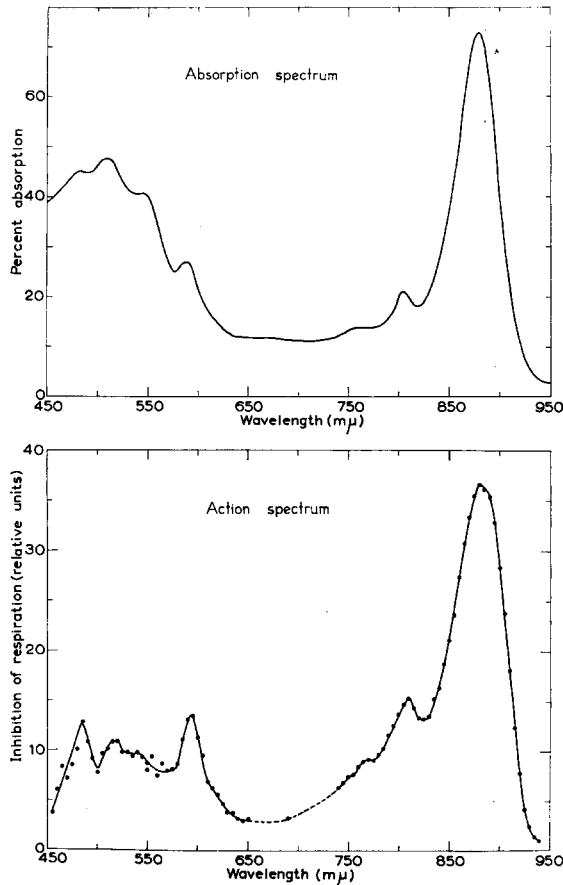 Absorption spectrum
Percent absorption
60
40
20
0
450 550 650 750 850 950
Wavelength (mµ)
Action spectrum
Inhibition of respiration (relative units)
40
30
20
10
0
450 550 650 750 850 950
Wavelength (mµ)